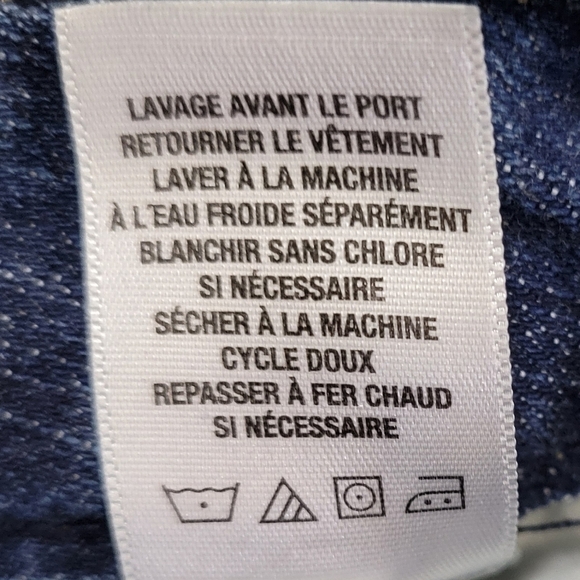 LAVAGE AVANT LE PORT
RETOURNER LE VÊTEMENT
LAVER À LA MACHINE
À L'EAU FROIDE SÉPARÉMENT
BLANCHIR SANS CHLORE
SI NÉCESSAIRE
SÉCHER À LA MACHINE
CYCLE DOUX
REPASSER À FER CHAUD
SI NÉCESSAIRE